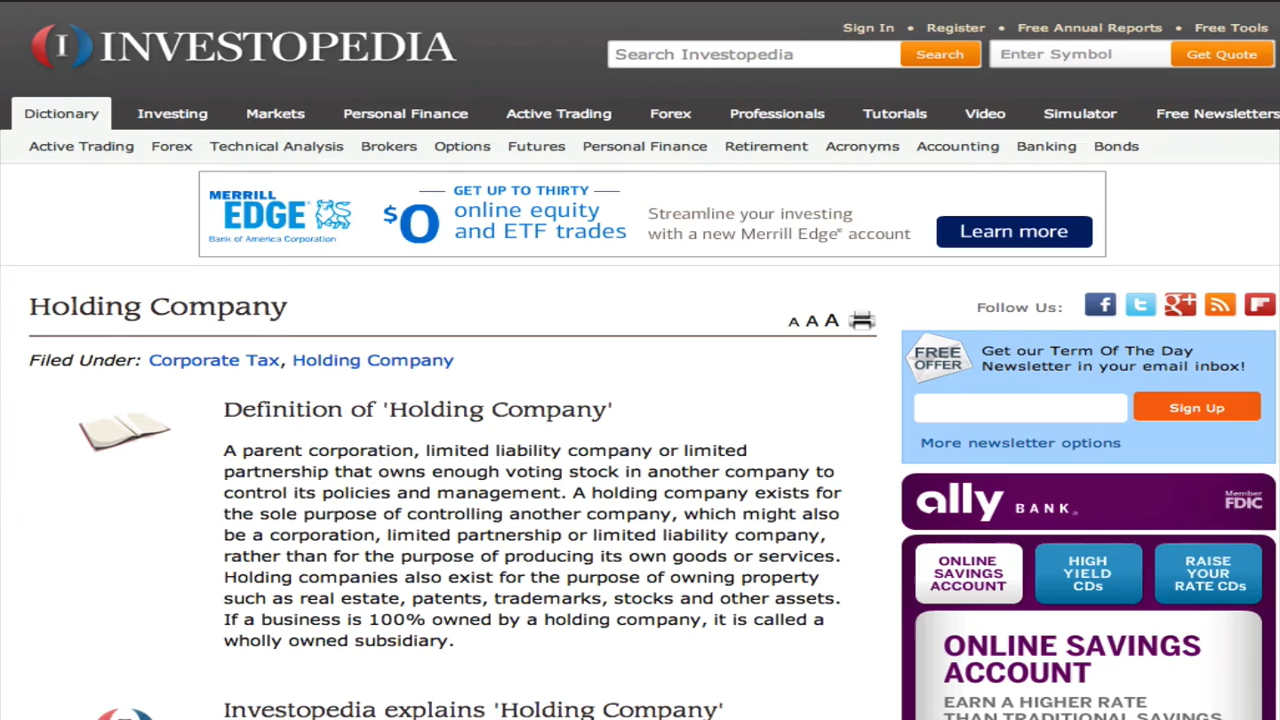 Sign In • Register • Free Annual Reports • Free Tools
INVESTOPEDIA
Search Investopedia Search Enter Symbol Get Quote
Dictionary Investing Markets Personal Finance Active Trading Forex Professionals Tutorials Video Simulator Free Newsletters
Active Trading Forex Technical Analysis Brokers Options Futures Personal Finance Retirement Acronyms Accounting Banking Bonds
MERRILL
EDGE
Bank of America Corporation
$0
GET UP TO THIRTY
online equity
and ETF trades
Streamline your investing
with a new Merrill Edge® account
Learn more
Holding Company
A A A
Filed Under: Corporate Tax, Holding Company
Definition of 'Holding Company'
A parent corporation, limited liability company or limited
partnership that owns enough voting stock in another company to
control its policies and management. A holding company exists for
the sole purpose of controlling another company, which might also
be a corporation, limited partnership or limited liability company,
rather than for the purpose of producing its own goods or services.
Holding companies also exist for the purpose of owning property
such as real estate, patents, trademarks, stocks and other assets.
If a business is 100% owned by a holding company, it is called a
wholly owned subsidiary.
Investopedia explains 'Holding Company'
Follow Us:
FREE
OFFER
Get our Term Of The Day
Newsletter in your email inbox!
Sign Up
More newsletter options
ally BANK
Member
FDIC
ONLINE
SAVINGS
ACCOUNT
HIGH
YIELD
CDs
RAISE
YOUR
RATE CDs
ONLINE SAVINGS
ACCOUNT
EARN A HIGHER RATE
THAN TRADITIONAL SAVINGS